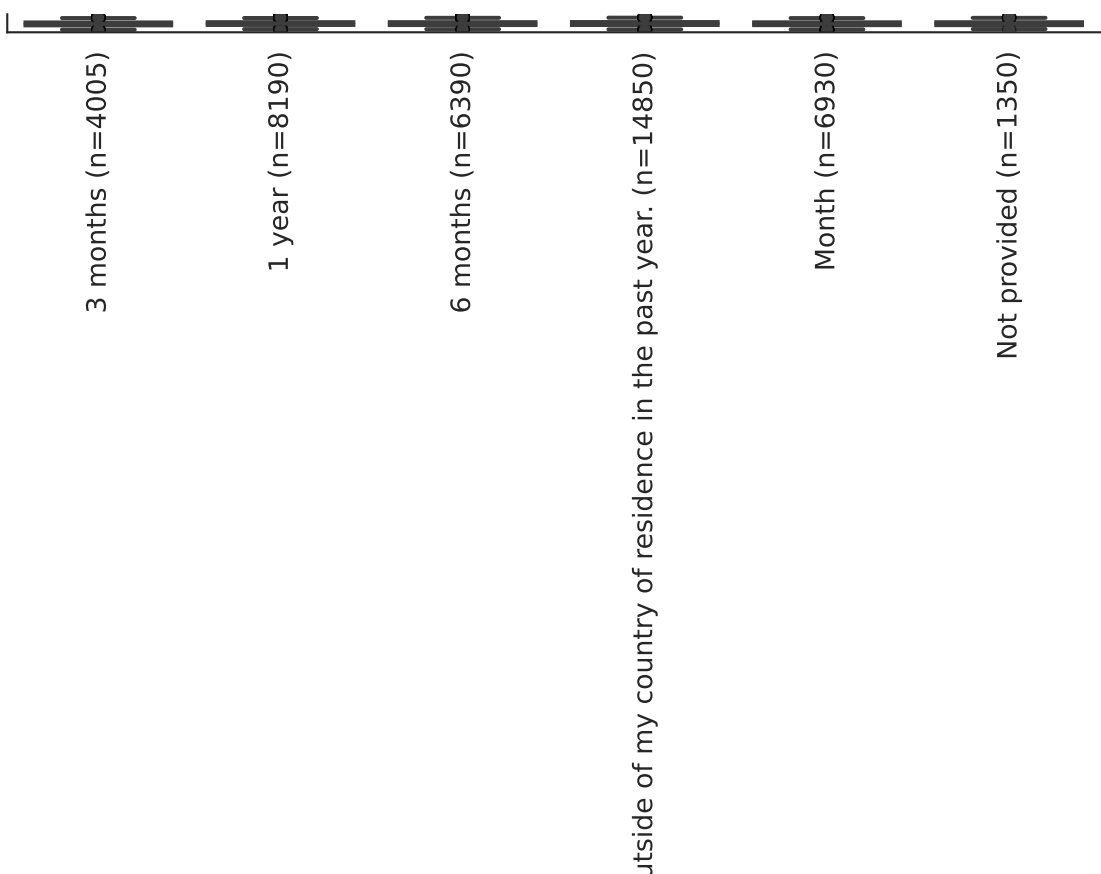 3 months (n=4005)
1 year (n=8190)
6 months (n=6390)
of my country of residence in the past year. (n=14850)
Month (n=6930)
Not provided (n=1350)